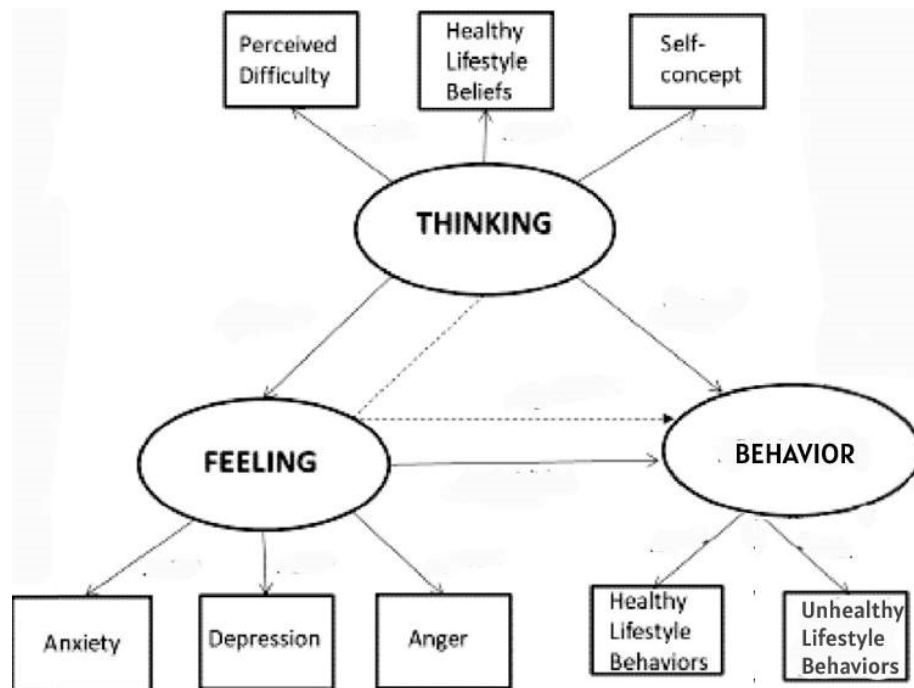 Perceived
Difficulty
Healthy
Lifestyle
Beliefs
Self-
concept
THINKING
FEELING
BEHAVIOR
Anxiety
Depression
Anger
Healthy
Lifestyle
Behaviors
Unhealthy
Lifestyle
Behaviors